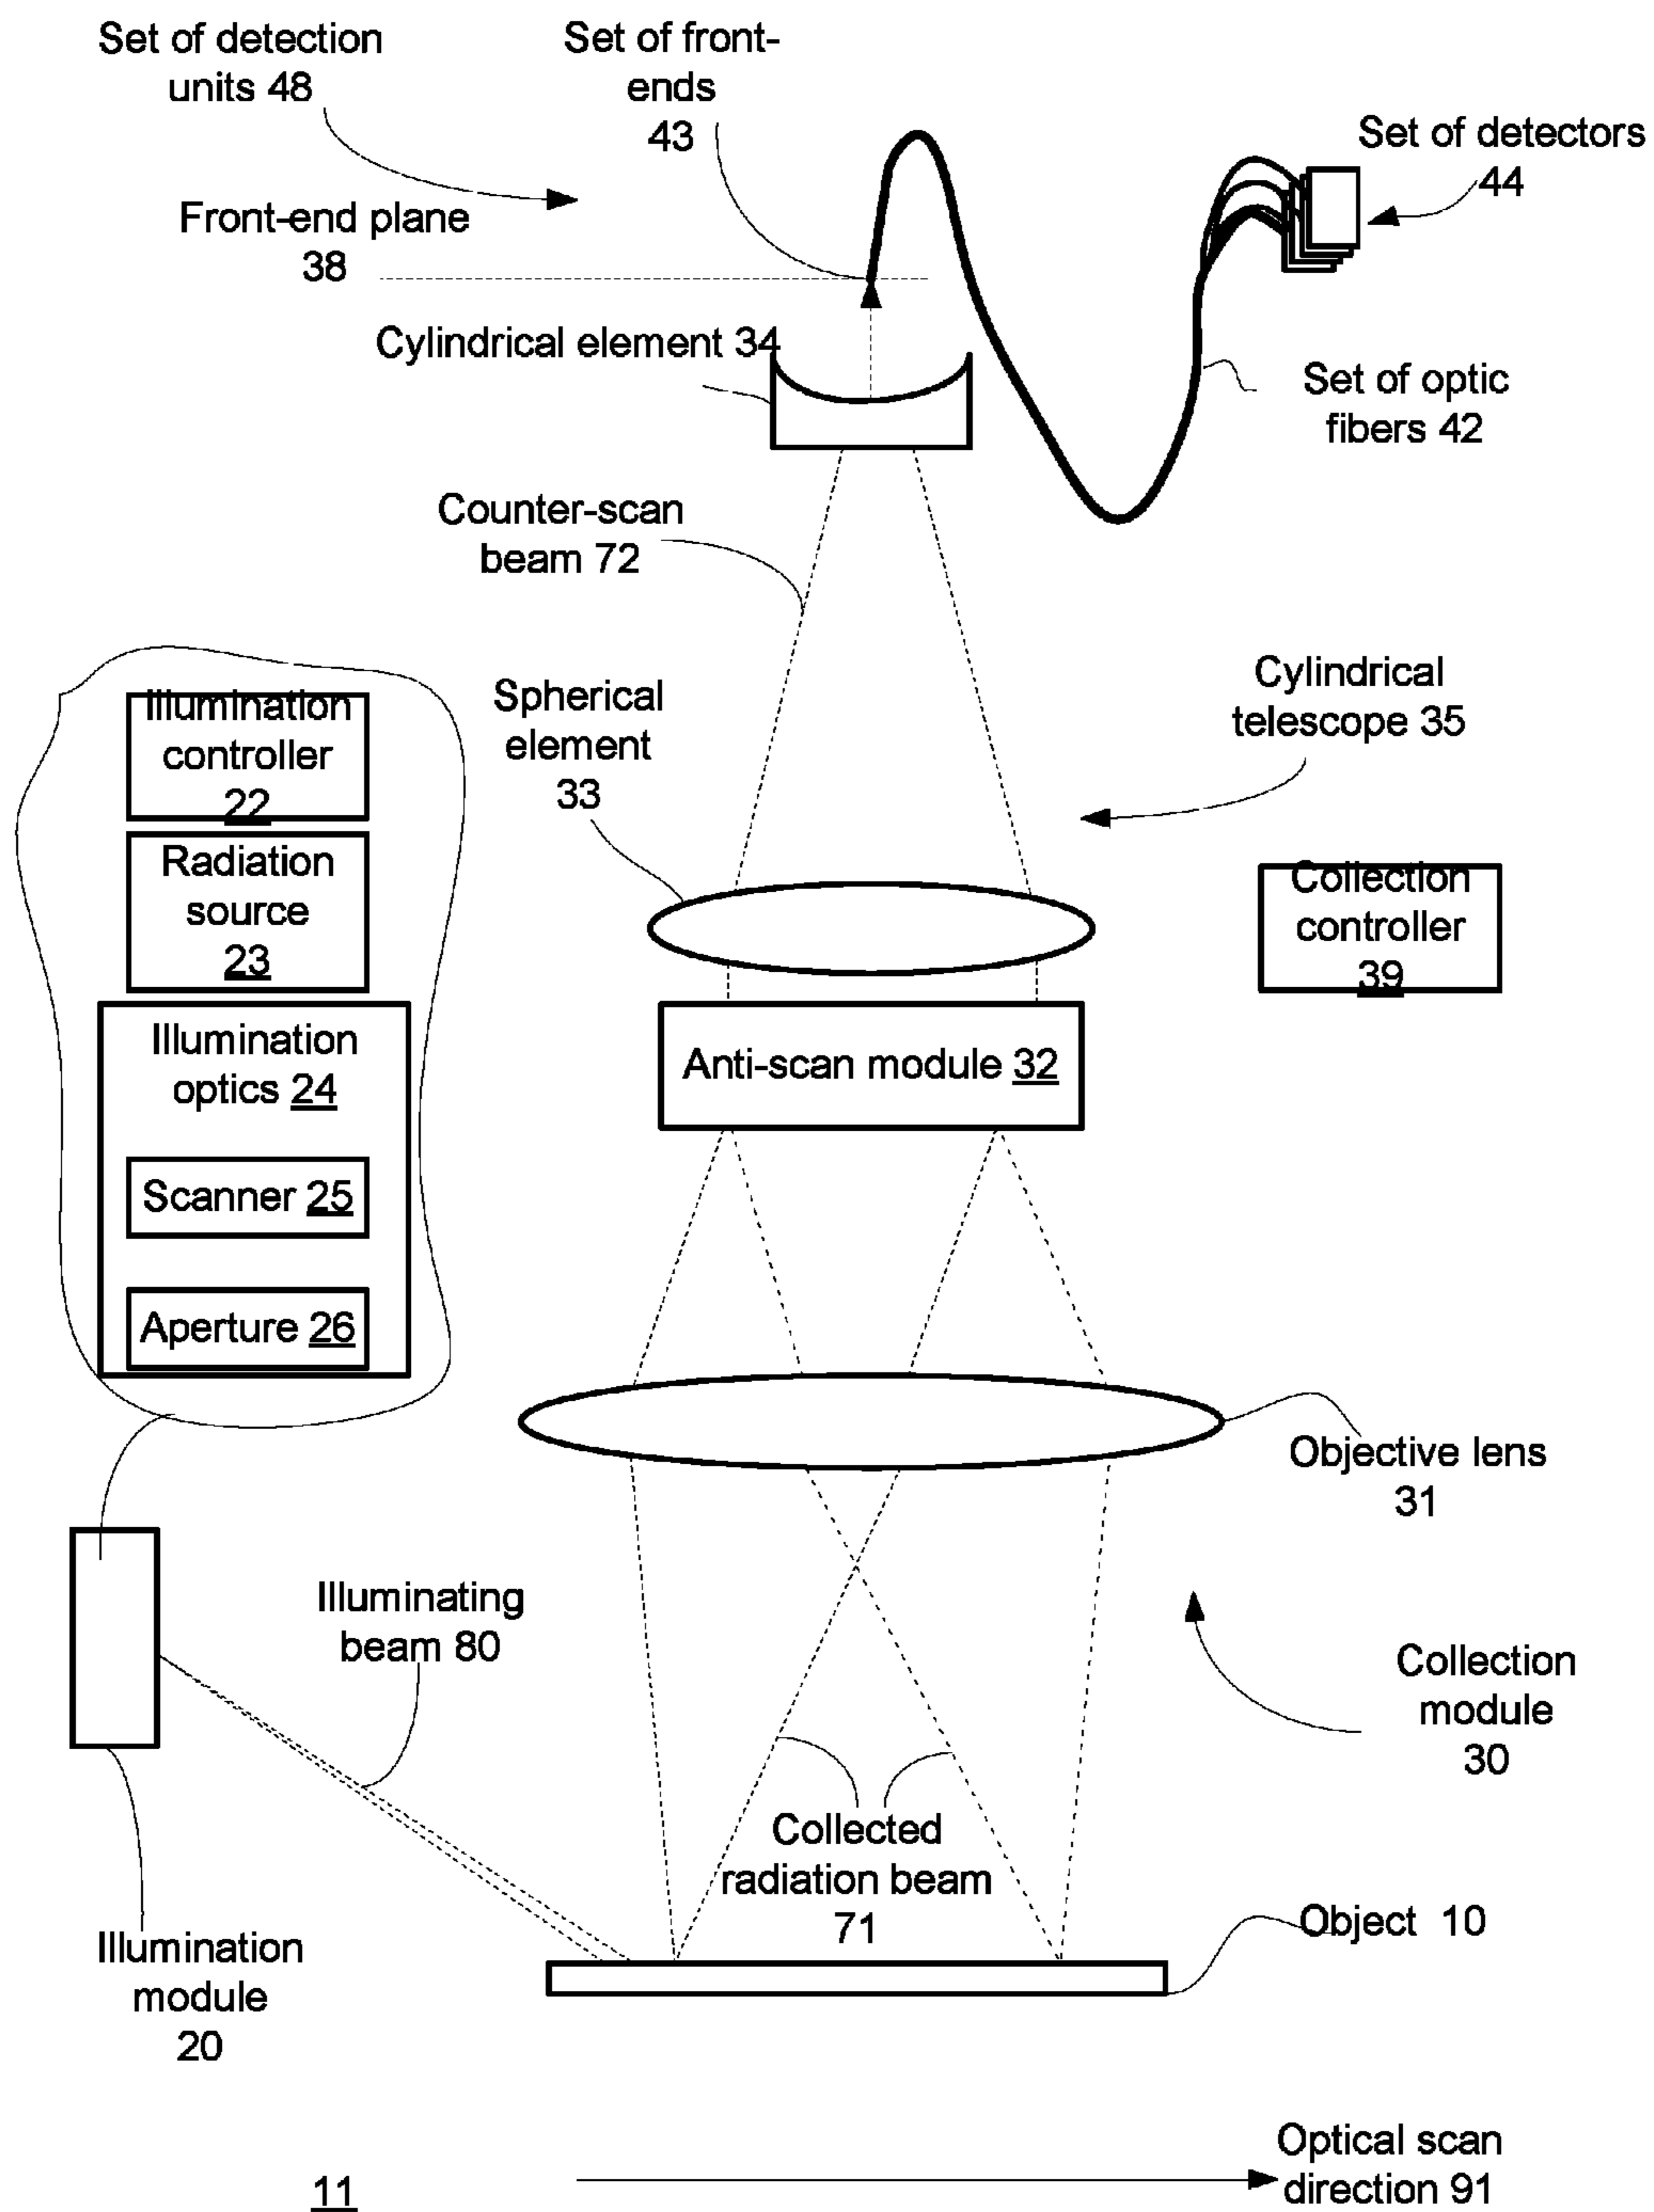 Set of detection
units 48
Set of front-
ends
43
Set of detectors
44
Front-end plane
38
Cylindrical element 34
Set of optic
fibers 42
Counter-scan
beam 72
Cylindrical
telescope 35
Spherical
element
33
Illumination
controller
22
Radiation
source
23
Collection
controller
39
Illumination
optics 24
Anti-scan module 32
Scanner 25
Aperture 26
Objective lens
31
Illuminating
beam 80
Collection
module
30
Collected
radiation beam
71
Object 10
Illumination
module
20
Optical scan
direction 91
11